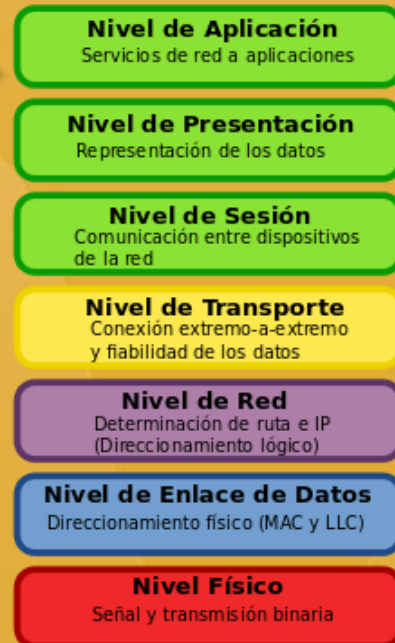 Nivel de Aplicación
Servicios de red a aplicaciones
Nivel de Presentación
Representación de los datos
Nivel de Sesión
Comunicación entre dispositivos
de la red
Nivel de Transporte
Conexión extremo-a-extremo
y fiabilidad de los datos
Nivel de Red
Determinación de ruta e IP
(Direccionamiento lógico)
Nivel de Enlace de Datos
Direccionamiento físico (MAC y LLC)
Nivel Físico
Señal y transmisión binaria